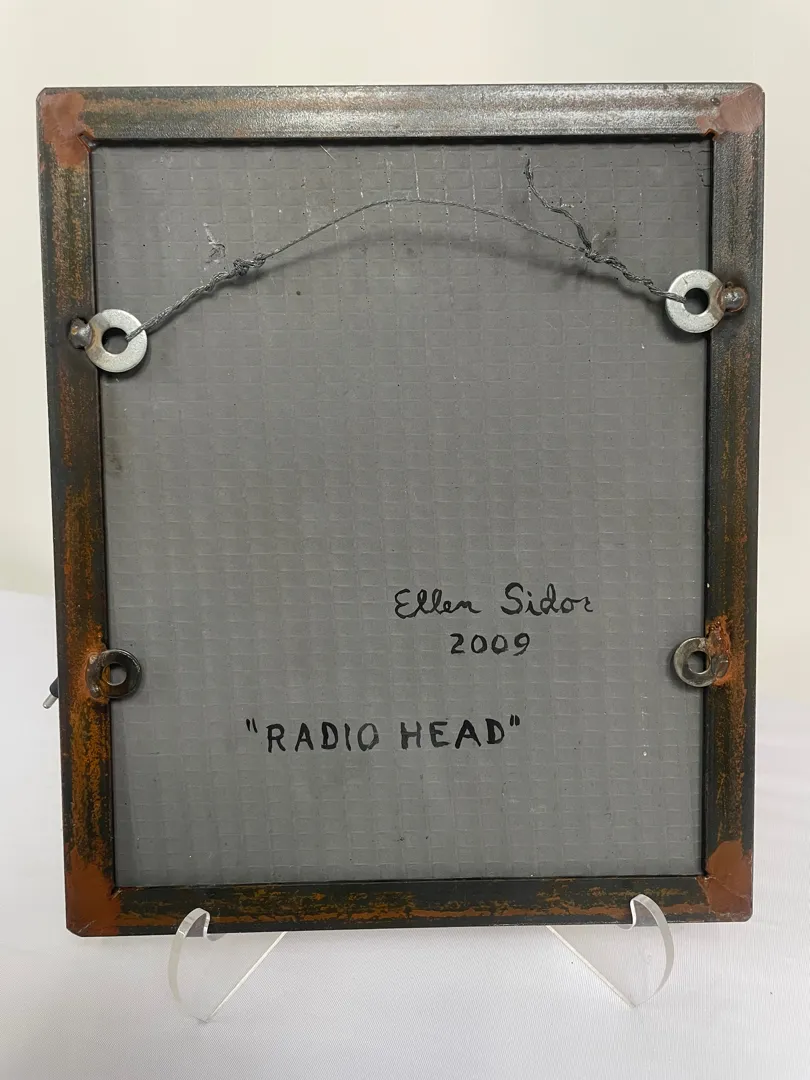 Ellen Sidor
2009
"RADIO HEAD"